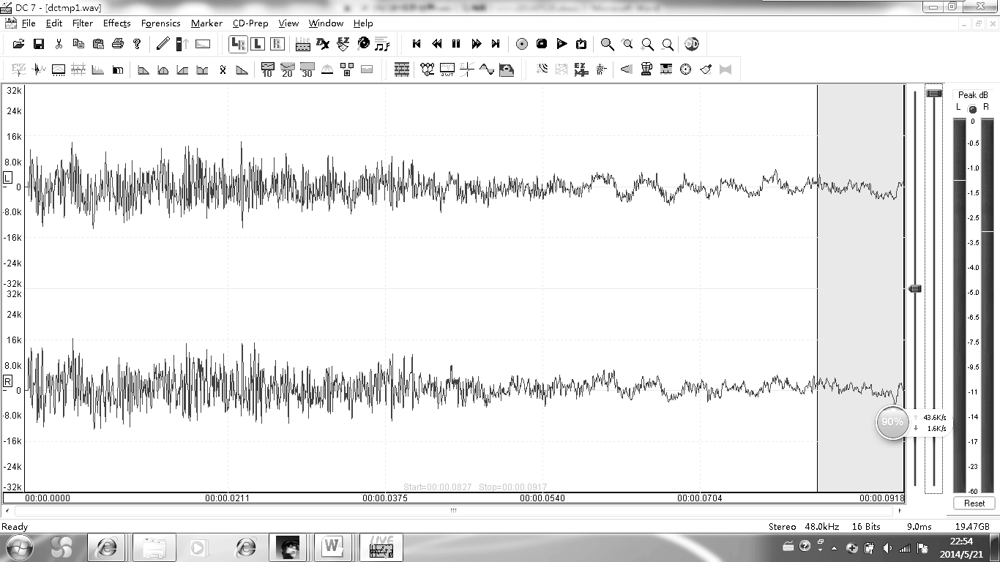 DC 7 - [dctmp1.wav]
File Edit Filter Effects Forensics Marker CD-Prep View Window Help
L R L R Live DX EZ CD
10 20 30 EZ
32k
24k
16k
8.0k
L
0
-8.0k
-16k
-24k
-32k
32k
24k
16k
8.0k
R
0
-8.0k
-16k
-24k
-32k
Start=00:00.0827 Stop=00:00.0917
00:00.0000 00:00.0211 00:00.0375 00:00.0540 00:00.0704 00:00.0918
Peak dB
L R
0
-0.5
-1.0
-1.5
-2.5
-3.5
-4.0
-5.0
-6.5
-7.5
-9.5
-11
-14
-17
-23
-60
Reset
90%
43.6K/s
1.6K/s
Ready Stereo 48.0kHz 16 Bits 9.0ms 19.47GB
W LIVE
22:54
2014/5/21